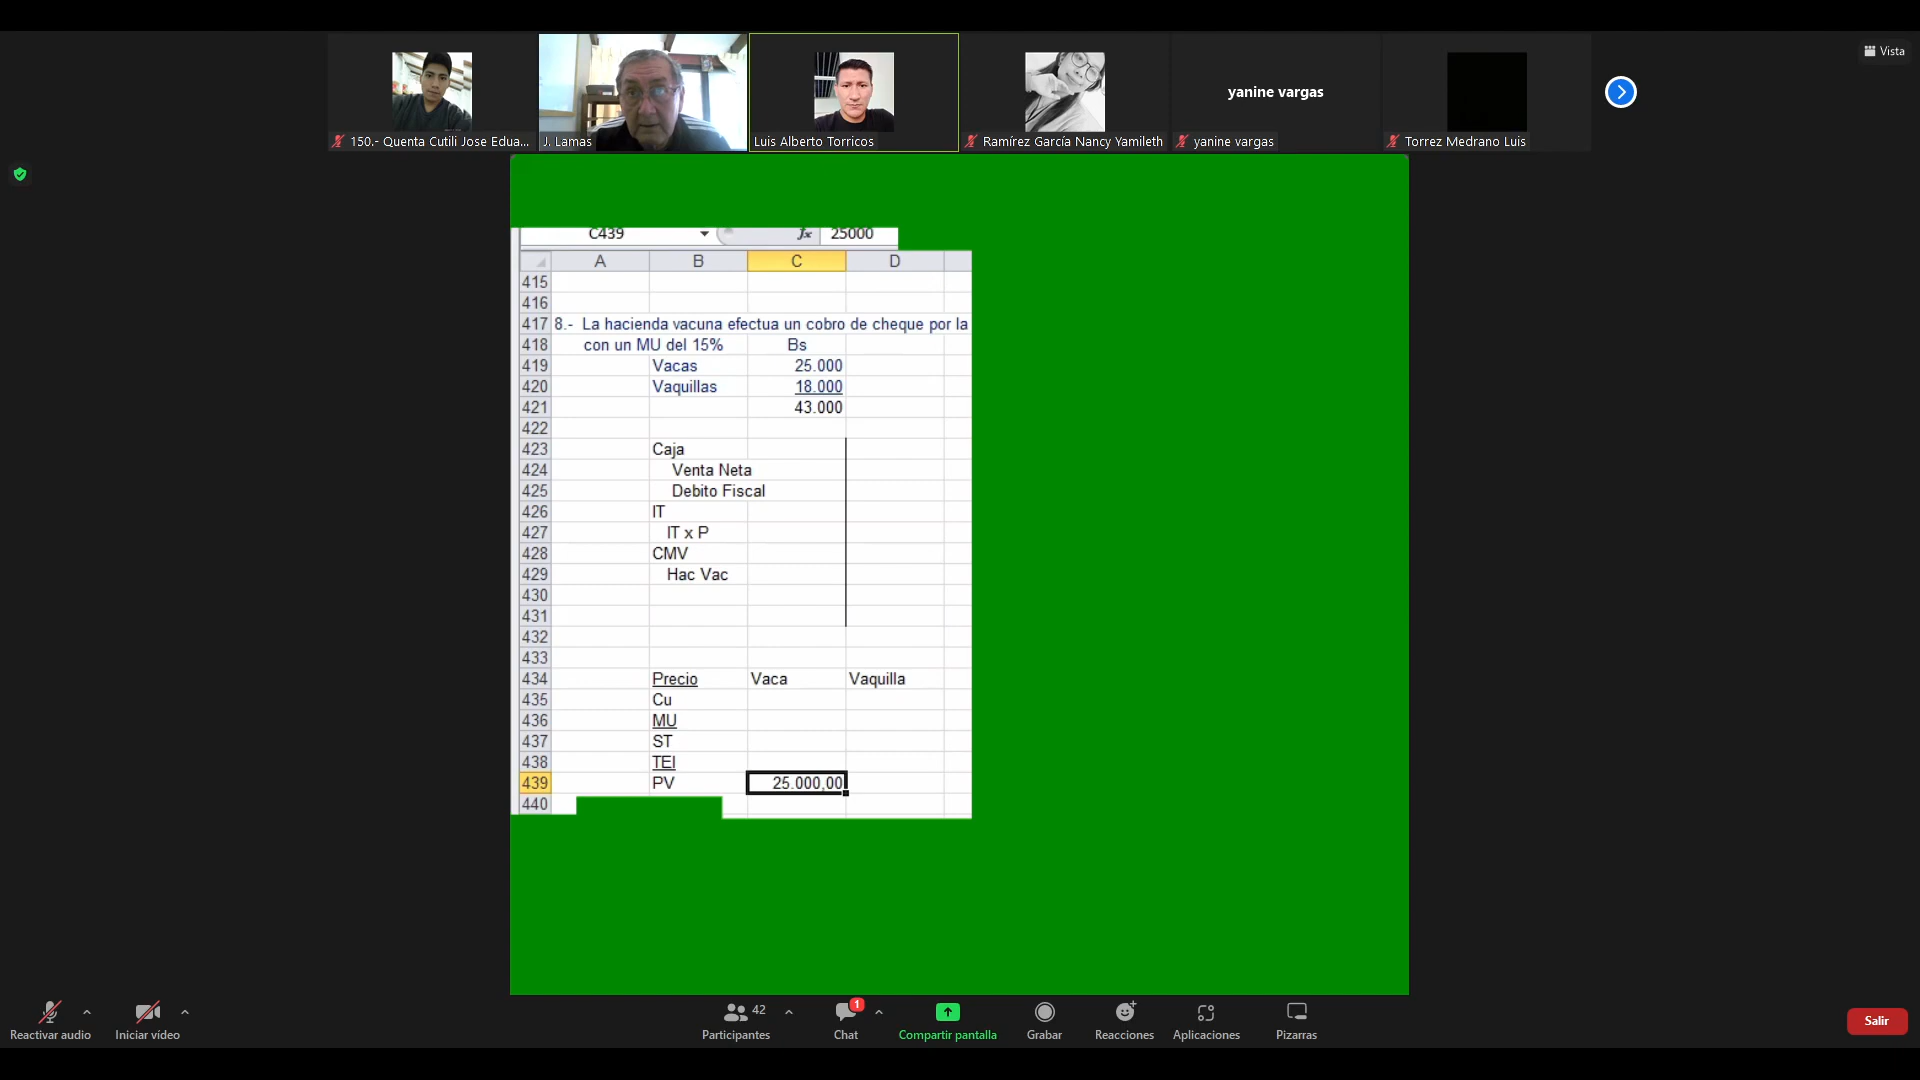 Vista
yanine vargas
150.- Quenta Cutili Jose Edua...
J. Lamas
Luis Alberto Torricos
Ramírez García Nancy Yamileth
yanine vargas
Torrez Medrano Luis
C439 fx 25000
A B C D
415
416
417 8.- La hacienda vacuna efectua un cobro de cheque por la
418 con un MU del 15% Bs
419 Vacas 25.000
420 Vaquillas 18.000
421 43.000
422
423 Caja
424 Venta Neta
425 Debito Fiscal
426 IT
427 IT x P
428 CMV
429 Hac Vac
430
431
432
433
434 Precio Vaca Vaquilla
435 Cu
436 MU
437 ST
438 TEI
439 PV 25.000,00
440
Reactivar audio
Iniciar vídeo
42
Participantes
1
Chat
Compartir pantalla
Grabar
Reacciones
Aplicaciones
Pizarras
Salir